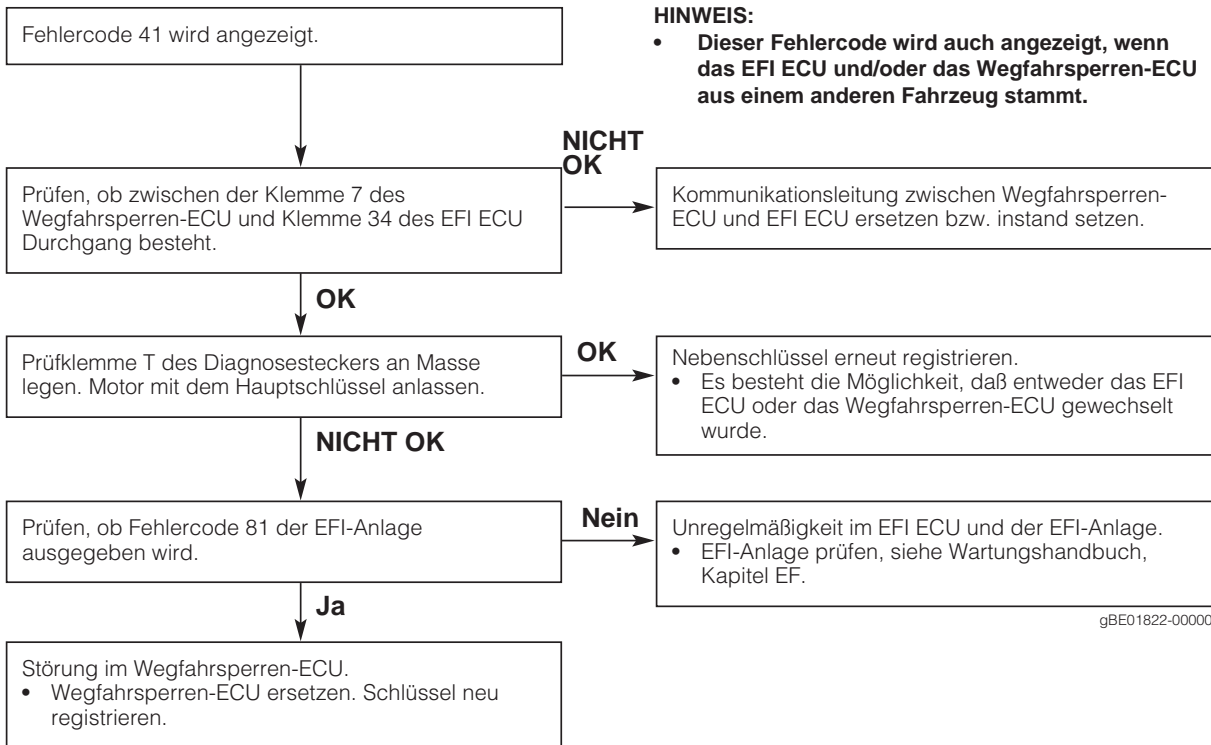 Fehlercode 41 wird angezeigt.
HINWEIS:
• Dieser Fehlercode wird auch angezeigt, wenn
das EFI ECU und/oder das Wegfahrsperren-ECU
aus einem anderen Fahrzeug stammt.
Prüfen, ob zwischen der Klemme 7 des
Wegfahrsperren-ECU und Klemme 34 des EFI ECU
Durchgang besteht.
NICHT
OK
Kommunikationsleitung zwischen Wegfahrsperren-
ECU und EFI ECU ersetzen bzw. instand setzen.
OK
Prüfklemme T des Diagnosesteckers an Masse
legen. Motor mit dem Hauptschlüssel anlassen.
OK
Nebenschlüssel erneut registrieren.
• Es besteht die Möglichkeit, daß entweder das EFI
ECU oder das Wegfahrsperren-ECU gewechselt
wurde.
NICHT OK
Prüfen, ob Fehlercode 81 der EFI-Anlage
ausgegeben wird.
Nein
Unregelmäßigkeit im EFI ECU und der EFI-Anlage.
• EFI-Anlage prüfen, siehe Wartungshandbuch,
Kapitel EF.
gBE01822-00000
Ja
Störung im Wegfahrsperren-ECU.
• Wegfahrsperren-ECU ersetzen. Schlüssel neu
registrieren.